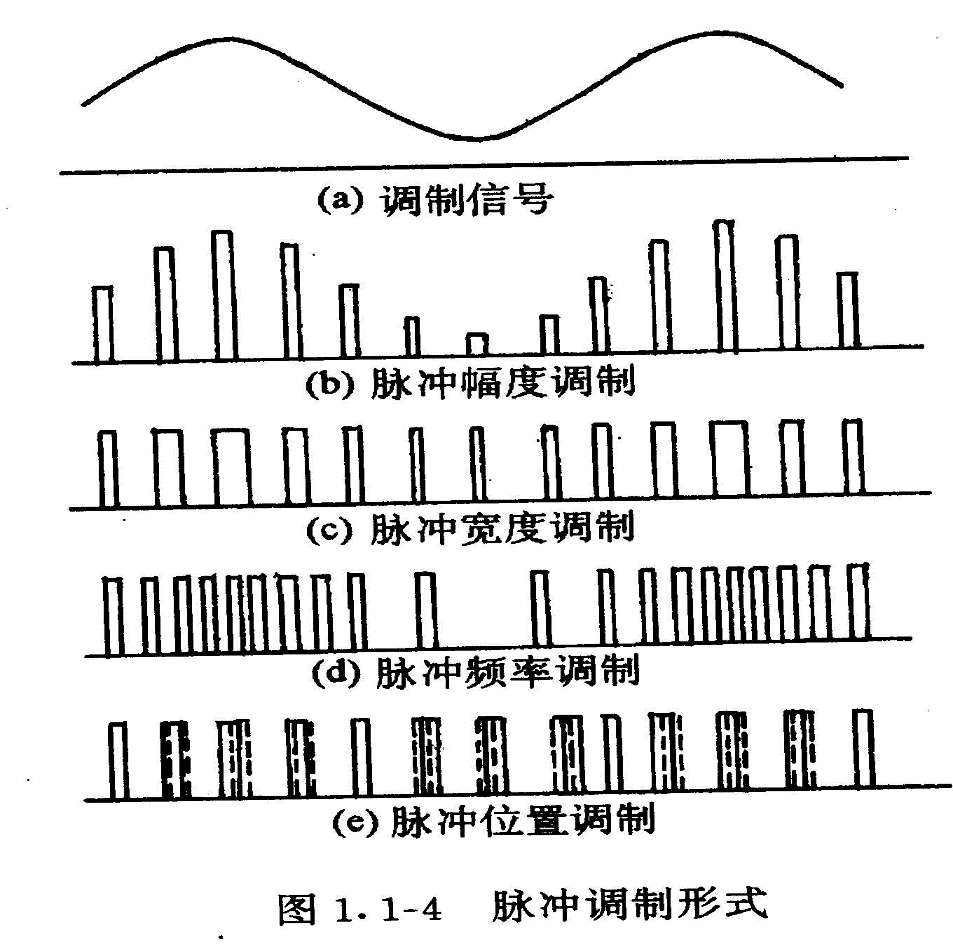 (a) 调制信号
(b) 脉冲幅度调制
(c) 脉冲宽度调制
(d) 脉冲频率调制
(e) 脉冲位置调制
图 1.1-4 脉冲调制形式